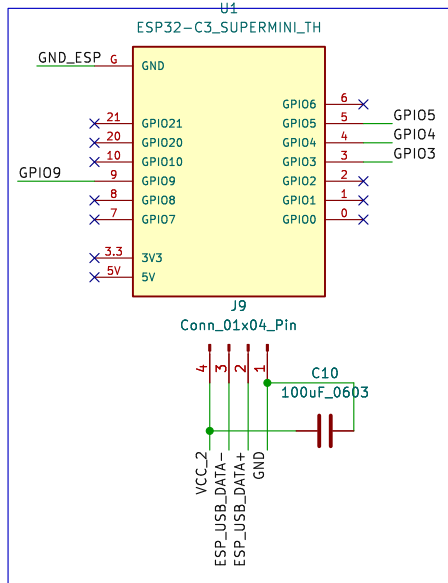 U1
ESP32-C3_SUPERMINI_TH
GND_ESP G GND
GPIO6 6
21 GPIO21 GPIO5 5 GPIO5
20 GPIO20 GPIO4 4 GPIO4
10 GPIO10 GPIO3 3 GPIO3
GPIO9 9 GPIO9 GPIO2 2
8 GPIO8 GPIO1 1
7 GPIO7 GPIO0 0
3.3 3V3
5V 5V
J9
Conn_01x04_Pin
4 3 2 1
C10
100uF_0603
VCC_2
ESP_USB_DATA-
ESP_USB_DATA+
GND